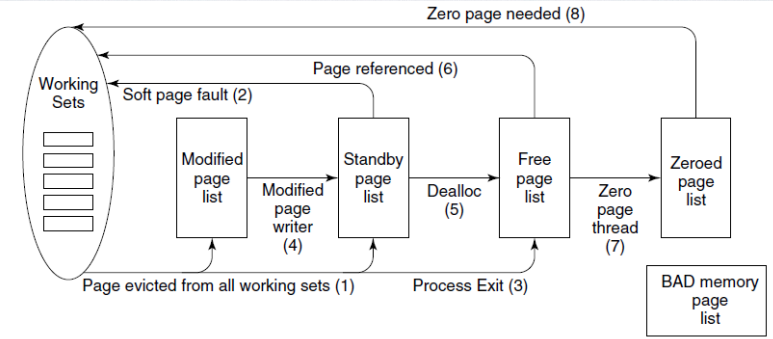 Zero page needed (8)
Page referenced (6)
Soft page fault (2)
Working
Sets
Modified
page
list
Modified
page
writer
(4)
Standby
page
list
Dealloc
(5)
Free
page
list
Zero
page
thread
(7)
Zeroed
page
list
Page evicted from all working sets (1)
Process Exit (3)
BAD memory
page
list